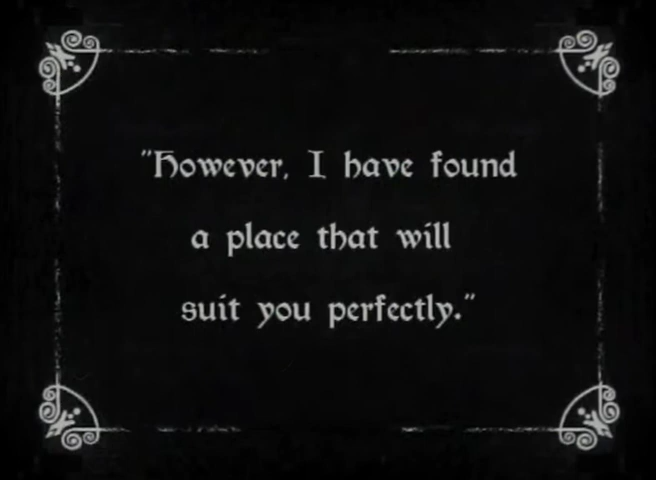 "However, I have found
a place that will
suit you perfectly."